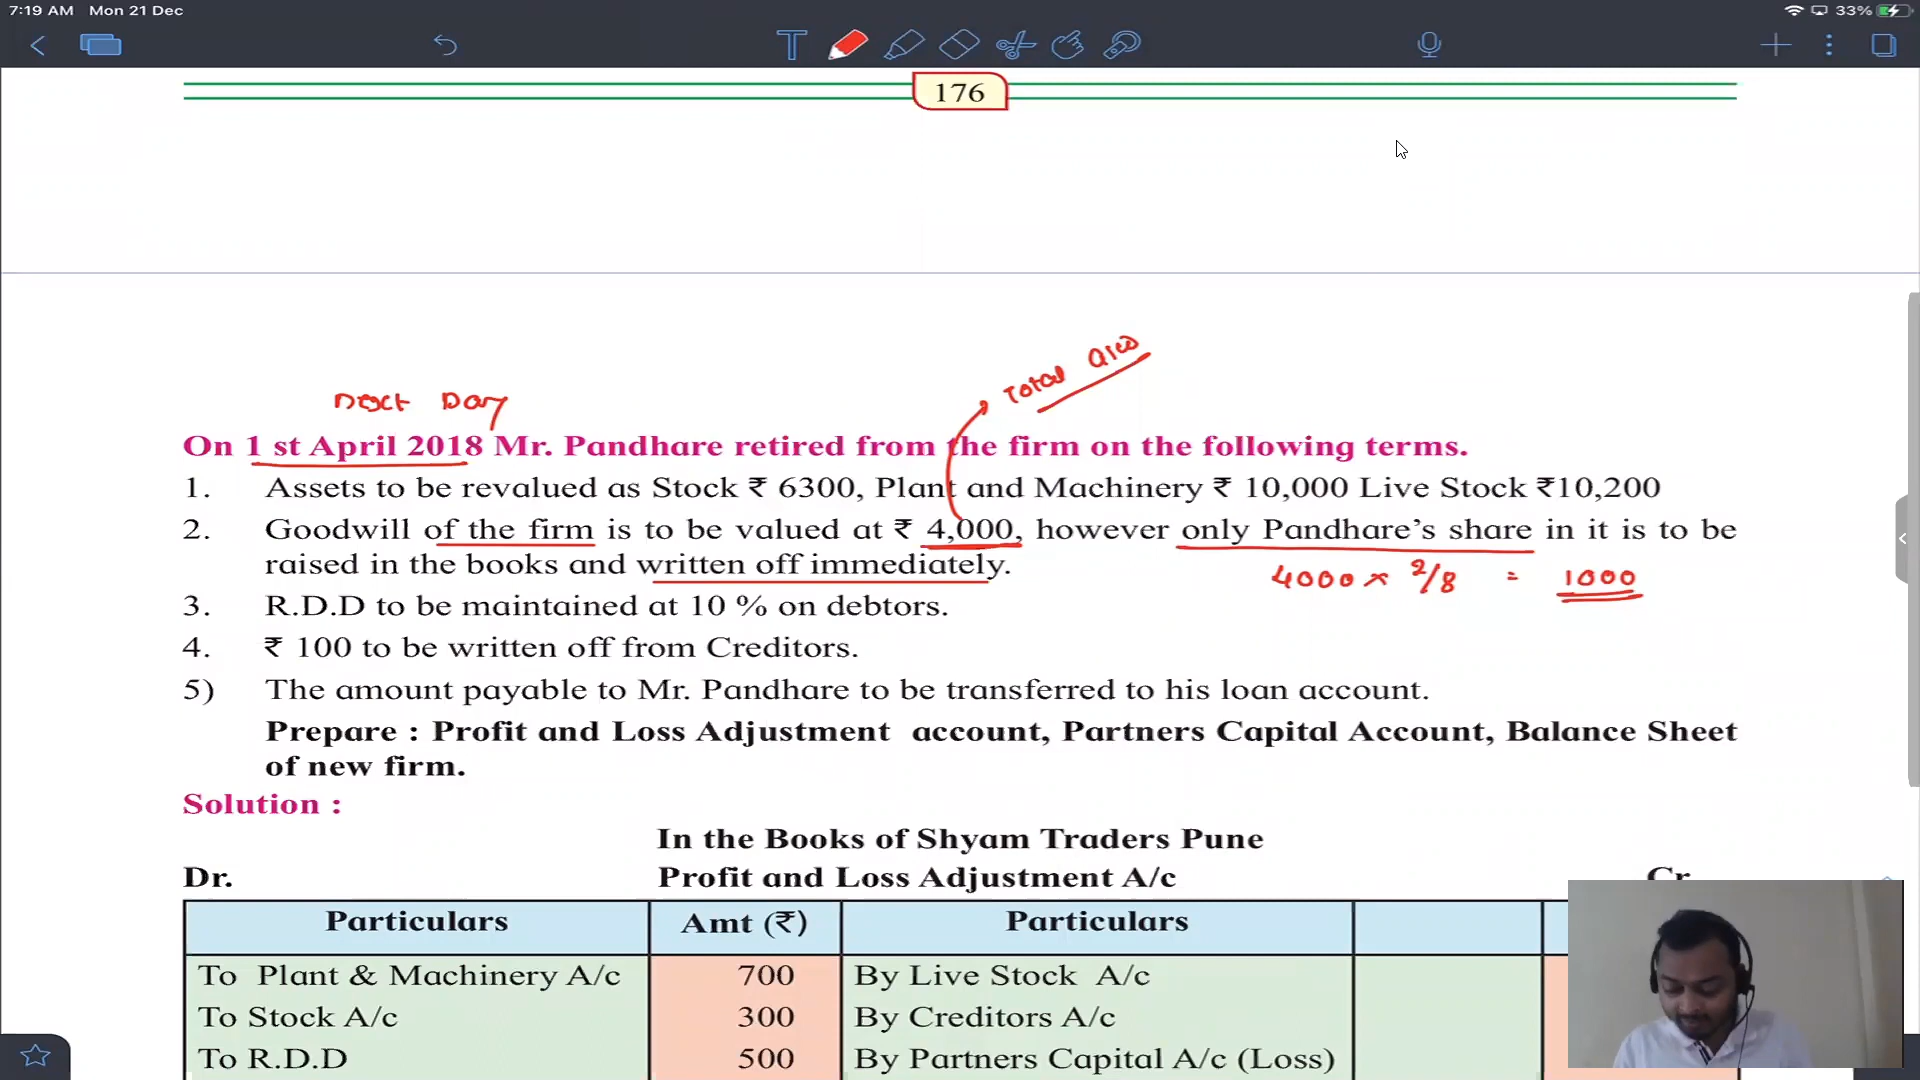 7:19 AM Mon 21 Dec
33%
176
Total
Next Day
On 1 st April 2018 Mr. Pandhare retired from the firm on the following terms.
1. Assets to be revalued as Stock ₹ 6300, Plant and Machinery ₹ 10,000 Live Stock ₹10,200
2. Goodwill of the firm is to be valued at ₹ 4,000, however only Pandhare's share in it is to be
raised in the books and written off immediately.
4000 × 2/8 = 1000
3. R.D.D to be maintained at 10 % on debtors.
4. ₹ 100 to be written off from Creditors.
5) The amount payable to Mr. Pandhare to be transferred to his loan account.
Prepare : Profit and Loss Adjustment account, Partners Capital Account, Balance Sheet
of new firm.
Solution :
In the Books of Shyam Traders Pune
Dr. Profit and Loss Adjustment A/c Cr
Particulars Amt (₹) Particulars
To Plant & Machinery A/c 700 By Live Stock A/c
To Stock A/c 300 By Creditors A/c
To R.D.D 500 By Partners Capital A/c (Loss)